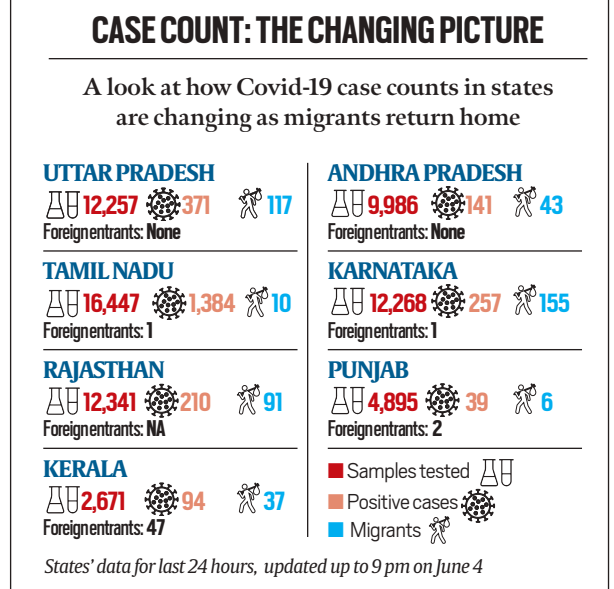 CASE COUNT: THE CHANGING PICTURE
A look at how Covid-19 case counts in states
are changing as migrants return home
UTTAR PRADESH
12,257 371 117
Foreign entrants: None
TAMIL NADU
16,447 1,384 10
Foreign entrants: 1
RAJASTHAN
12,341 210 91
Foreign entrants: NA
KERALA
2,671 94 37
Foreign entrants: 47
ANDHRA PRADESH
9,986 141 43
Foreign entrants: None
KARNATAKA
12,268 257 155
Foreign entrants: 1
PUNJAB
4,895 39 6
Foreign entrants: 2
Samples tested
Positive cases
Migrants
States' data for last 24 hours, updated up to 9 pm on June 4